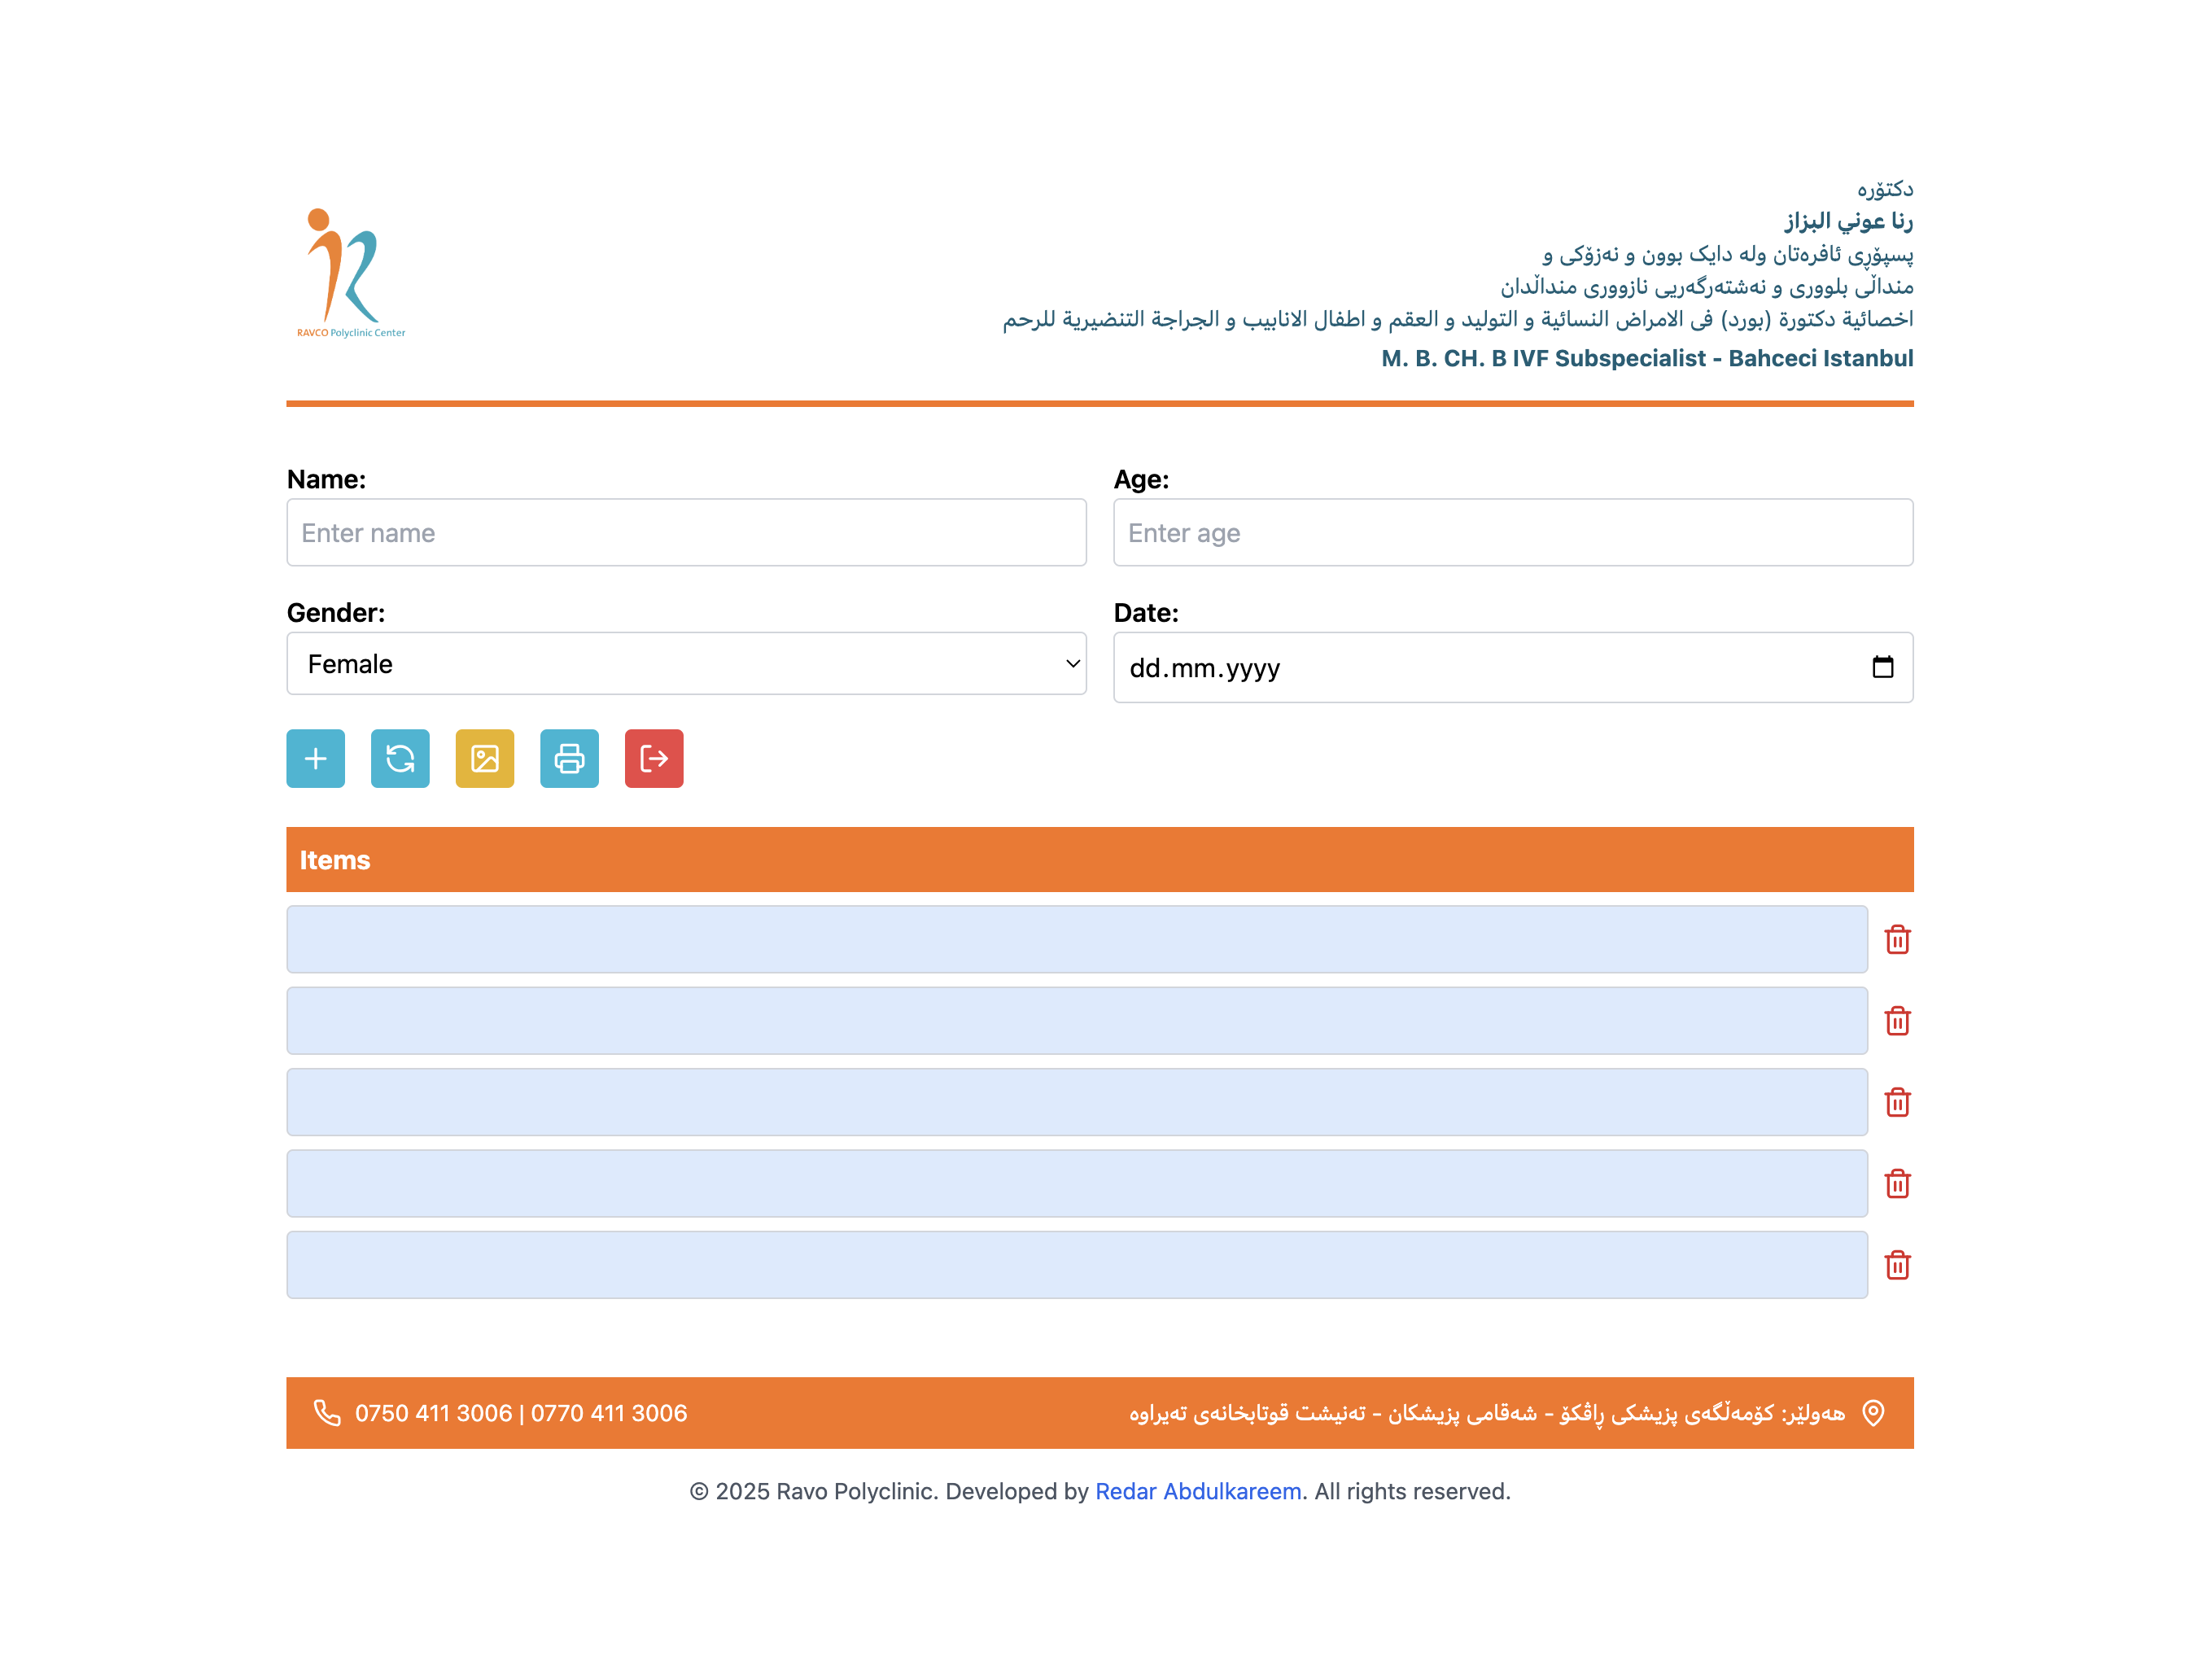 RAVCO Polyclinic Center
دکتۆرە
رنا عوني البزاز
پسپۆڕی ئافرەتان ولە دایک بوون و نەزۆکی و
منداڵی بلووری و نەشتەرگەریی نازووری منداڵدان
اخصائية دكتورة (بورد) فى الامراض النسائية و التوليد و العقم و اطفال الانابيب و الجراجة التنضيرية للرحم
M. B. CH. B IVF Subspecialist - Bahceci Istanbul
Name:
Enter name
Age:
Enter age
Gender:
Female
Date:
dd.mm.yyyy
Items
0750 411 3006 | 0770 411 3006
هەولێر: کۆمەڵگەی پزیشکی ڕاڤکۆ - شەقامی پزیشکان - تەنیشت قوتابخانەی تەیراوە
© 2025 Ravo Polyclinic. Developed by Redar Abdulkareem. All rights reserved.